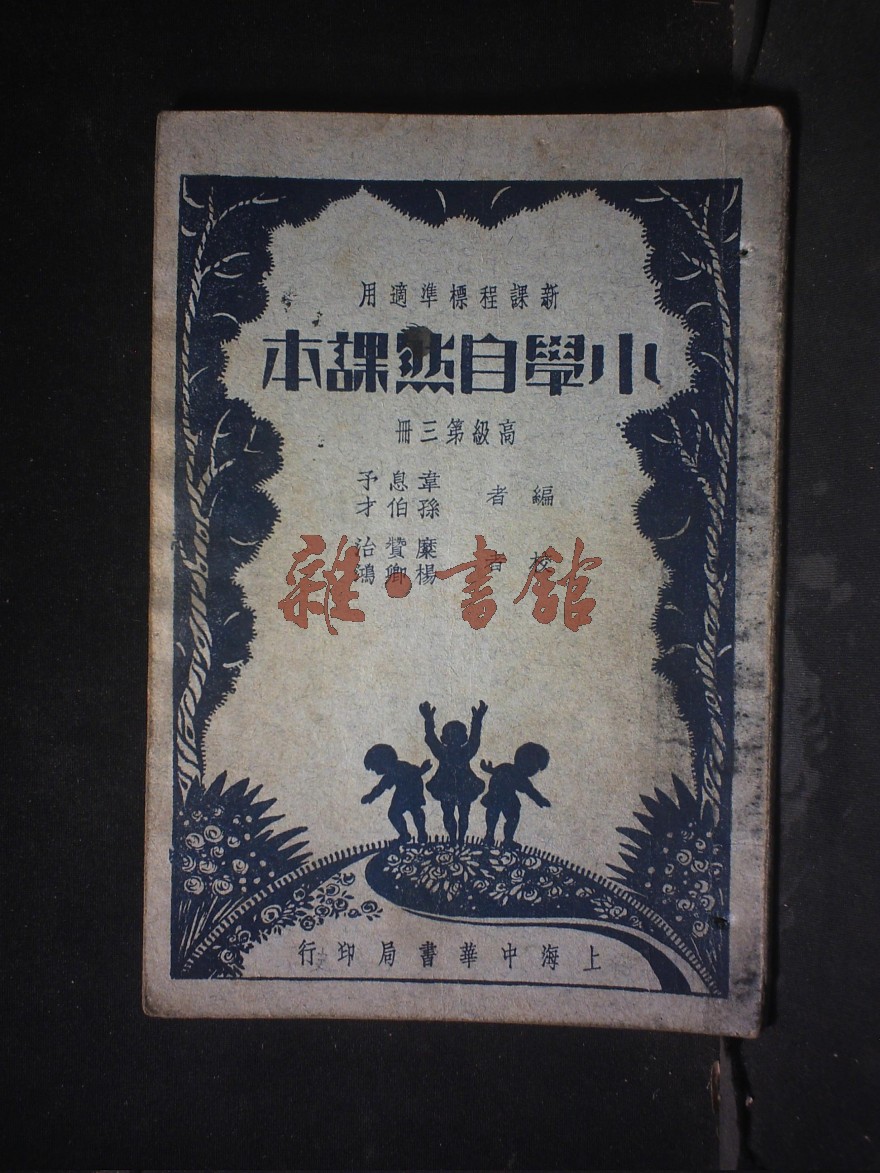 新課程標準適用
小學自然課本
高級第三冊
編者 韋息予
孫伯才
校者 糜贊治
楊卿鴻
雜·書館
上海中華書局印行